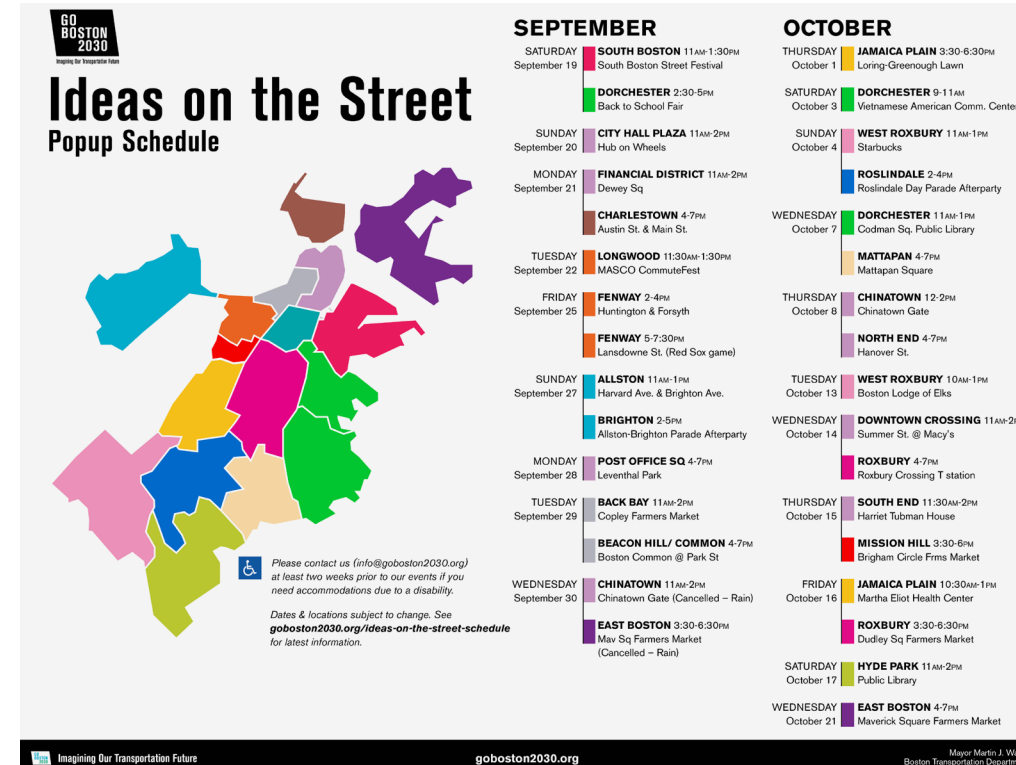 GO
BOSTON
2030
Imagining Our Transportation Future
Ideas on the Street
Popup Schedule
Please contact us (info@goboston2030.org)
at least two weeks prior to our events if you
need accommodations due to a disability.
Dates & locations subject to change. See
goboston2030.org/ideas-on-the-street-schedule
for latest information.
SEPTEMBER
SATURDAY
September 19
SOUTH BOSTON 11AM-1:30PM
South Boston Street Festival
DORCHESTER 2:30-5PM
Back to School Fair
SUNDAY
September 20
CITY HALL PLAZA 11AM-2PM
Hub on Wheels
MONDAY
September 21
FINANCIAL DISTRICT 11AM-2PM
Dewey Sq
CHARLESTOWN 4-7PM
Austin St. & Main St.
TUESDAY
September 22
LONGWOOD 11:30AM-1:30PM
MASCO CommuteFest
FRIDAY
September 25
FENWAY 2-4PM
Huntington & Forsyth
FENWAY 5-7:30PM
Lansdowne St. (Red Sox game)
SUNDAY
September 27
ALLSTON 11AM-1PM
Harvard Ave. & Brighton Ave.
BRIGHTON 2-5PM
Allston-Brighton Parade Afterparty
MONDAY
September 28
POST OFFICE SQ 4-7PM
Leventhal Park
TUESDAY
September 29
BACK BAY 11AM-2PM
Copley Farmers Market
BEACON HILL/ COMMON 4-7PM
Boston Common @ Park St
WEDNESDAY
September 30
CHINATOWN 11AM-2PM
Chinatown Gate (Cancelled – Rain)
EAST BOSTON 3:30-6:30PM
Mav Sq Farmers Market
(Cancelled – Rain)
OCTOBER
THURSDAY
October 1
JAMAICA PLAIN 3:30-6:30PM
Loring-Greenough Lawn
SATURDAY
October 3
DORCHESTER 9-11AM
Vietnamese American Comm. Cente
SUNDAY
October 4
WEST ROXBURY 11AM-1PM
Starbucks
ROSLINDALE 2-4PM
Roslindale Day Parade Afterparty
WEDNESDAY
October 7
DORCHESTER 11AM-1PM
Codman Sq. Public Library
MATTAPAN 4-7PM
Mattapan Square
THURSDAY
October 8
CHINATOWN 12-2PM
Chinatown Gate
NORTH END 4-7PM
Hanover St.
TUESDAY
October 13
WEST ROXBURY 10AM-1PM
Boston Lodge of Elks
WEDNESDAY
October 14
DOWNTOWN CROSSING 11AM-2
Summer St. @ Macy's
ROXBURY 4-7PM
Roxbury Crossing T station
THURSDAY
October 15
SOUTH END 11:30AM-2PM
Harriet Tubman House
MISSION HILL 3:30-6PM
Brigham Circle Frms Market
FRIDAY
October 16
JAMAICA PLAIN 10:30AM-1PM
Martha Eliot Health Center
ROXBURY 3:30-6:30PM
Dudley Sq Farmers Market
SATURDAY
October 17
HYDE PARK 11AM-2PM
Public Library
WEDNESDAY
October 21
EAST BOSTON 4-7PM
Maverick Square Farmers Market
Imagining Our Transportation Future
goboston2030.org
Mayor Martin J. Wa
Boston Transportation Departm